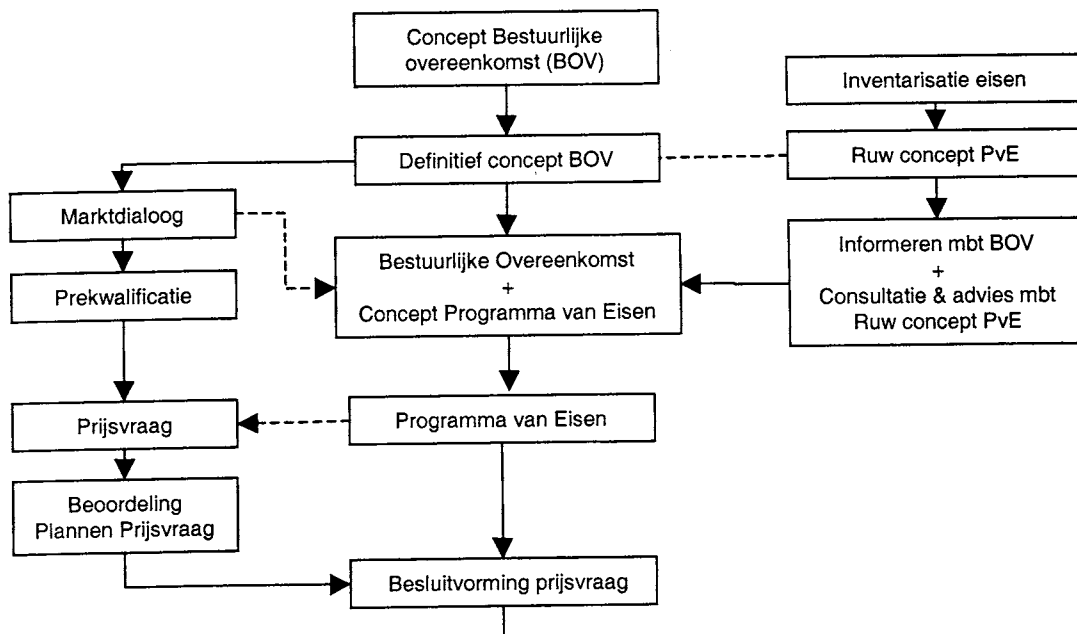 Concept Bestuurlijke
overeenkomst (BOV)
Inventarisatie eisen
Definitief concept BOV
Ruw concept PvE
Marktdialoog
Bestuurlijke Overeenkomst
+
Concept Programma van Eisen
Informeren mbt BOV
+
Consultatie & advies mbt
Ruw concept PvE
Prekwalificatie
Prijsvraag
Programma van Eisen
Beoordeling
Plannen Prijsvraag
Besluitvorming prijsvraag